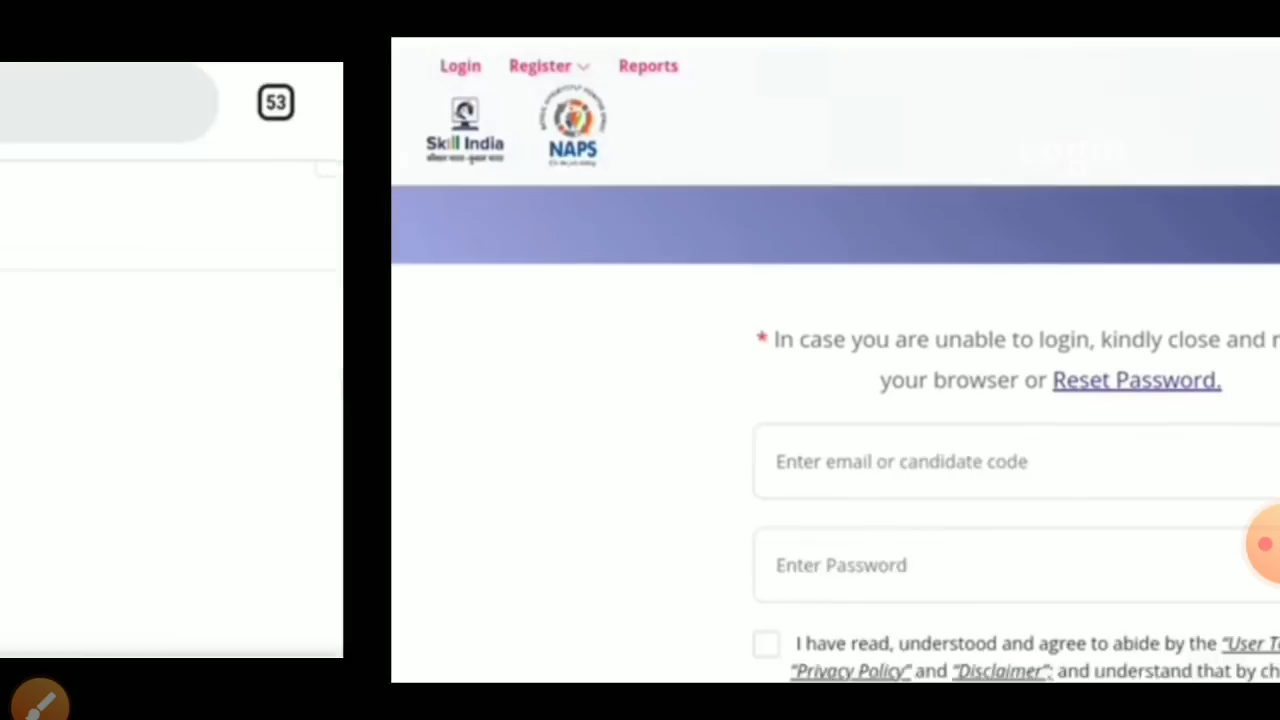 53
Login Register Reports
Skill India
NAPS
* In case you are unable to login, kindly close and
your browser or Reset Password.
Enter email or candidate code
Enter Password
I have read, understood and agree to abide by the "User
"Privacy Policy" and "Disclaimer"; and understand that by